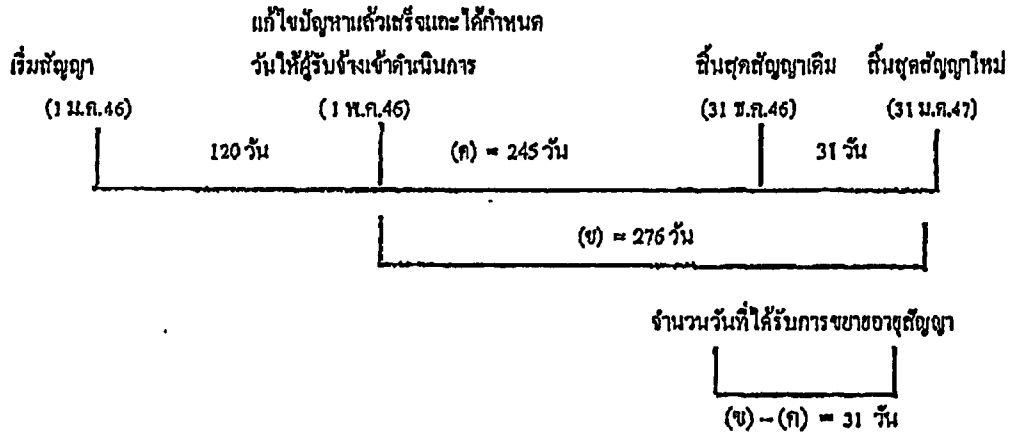 แก้ไขปัญหาแล้วเสร็จและได้กำหนด
เริ่มสัญญา วันให้ผู้รับจ้างเข้าดำเนินการ สิ้นสุดสัญญาเดิม สิ้นสุดสัญญาใหม่
(1 ม.ค.46) (1 พ.ค.46) (31 ธ.ค.46) (31 ม.ค.47)
120 วัน (ค) = 245 วัน 31 วัน
(ข) = 276 วัน
จำนวนวันที่ได้รับการขยายอายุสัญญา
(ข) – (ค) = 31 วัน